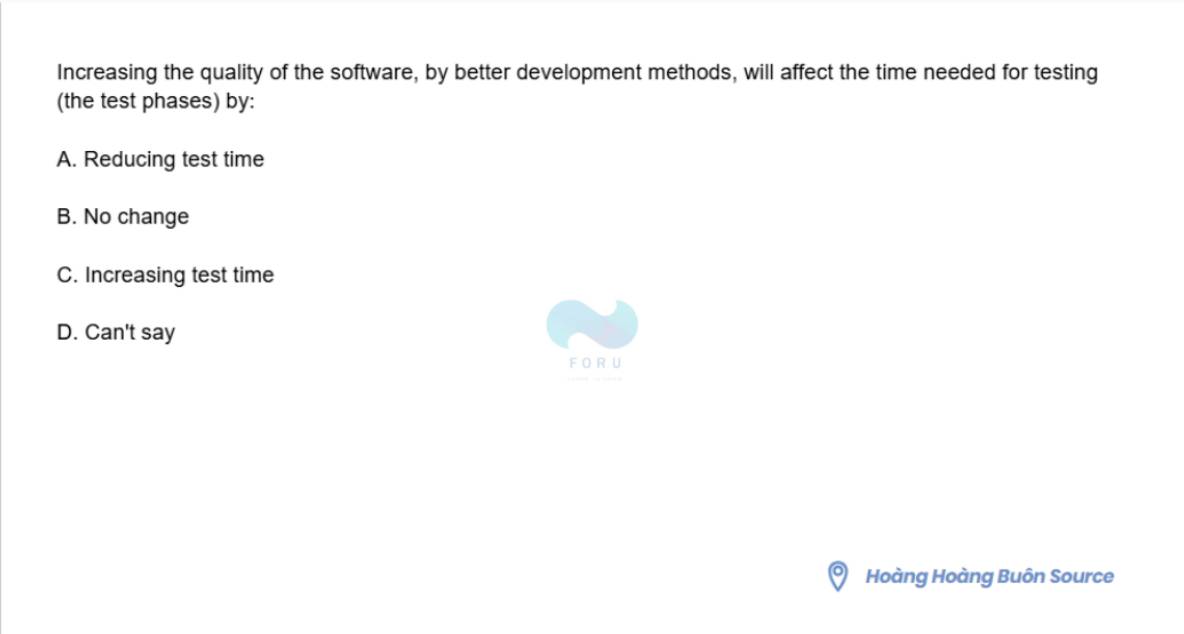 Increasing the quality of the software, by better development methods, will affect the time needed for testing
(the test phases) by:
A. Reducing test time
B. No change
C. Increasing test time
D. Can't say
FORU
Hoàng Hoàng Buôn Source